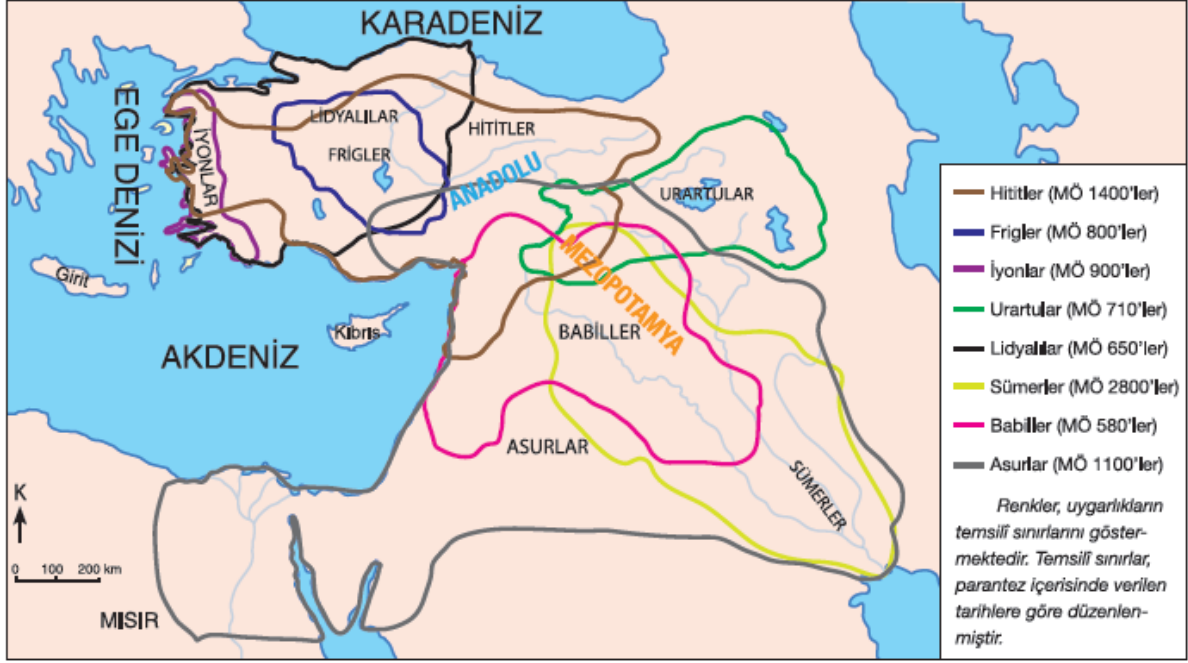 KARADENİZ
EGE DENİZİ
LİDYALILAR
HİTİTLER
İYONLAR
FRİGLER
ANADOLU
URARTULAR
MEZOPOTAMYA
Girit
Kıbrıs
BABİLLER
AKDENİZ
ASURLAR
SÜMERLER
K
0 100 200 km
MISIR
Hititler (MÖ 1400'ler)
Frigler (MÖ 800'ler)
İyonlar (MÖ 900'ler)
Urartular (MÖ 710'ler)
Lidyalılar (MÖ 650'ler)
Sümerler (MÖ 2800'ler)
Babiller (MÖ 580'ler)
Asurlar (MÖ 1100'ler)
Renkler, uygarlıkların
temsilî sınırlarını göster-
mektedir. Temsilî sınırlar,
parantez içerisinde verilen
tarihlere göre düzenlen-
miştir.